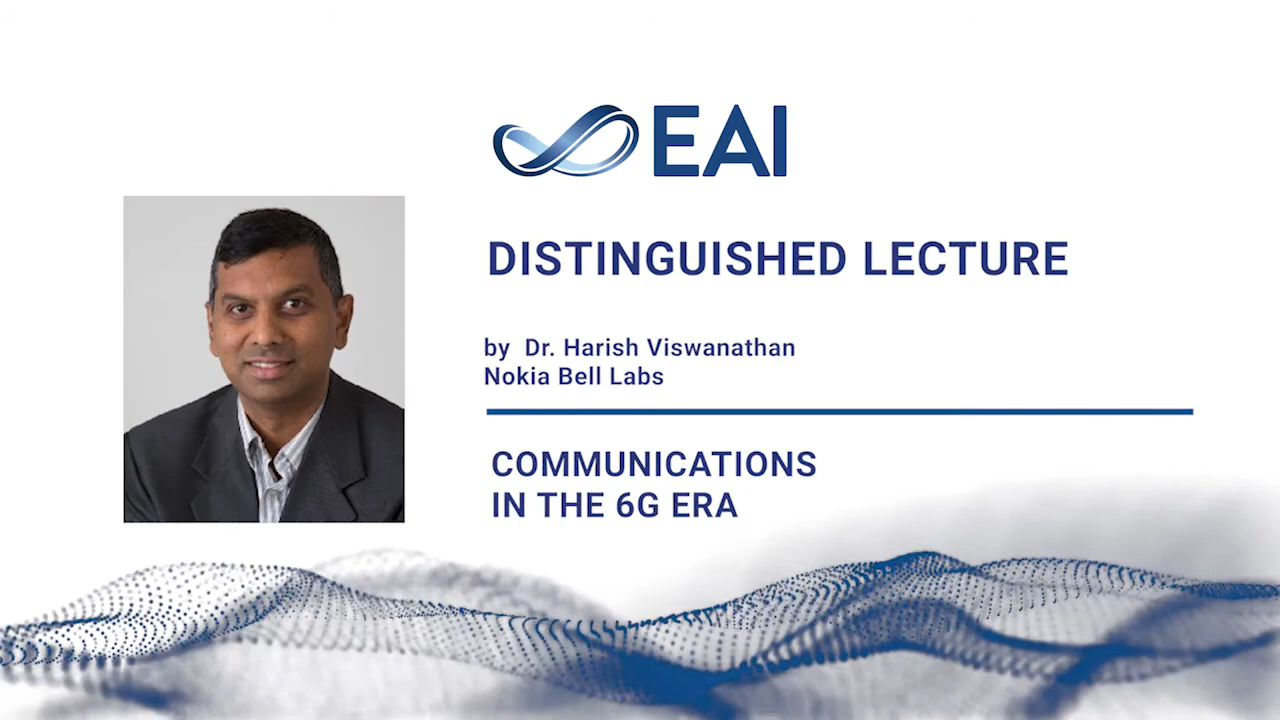 EAI
DISTINGUISHED LECTURE
by Dr. Harish Viswanathan
Nokia Bell Labs
COMMUNICATIONS
IN THE 6G ERA